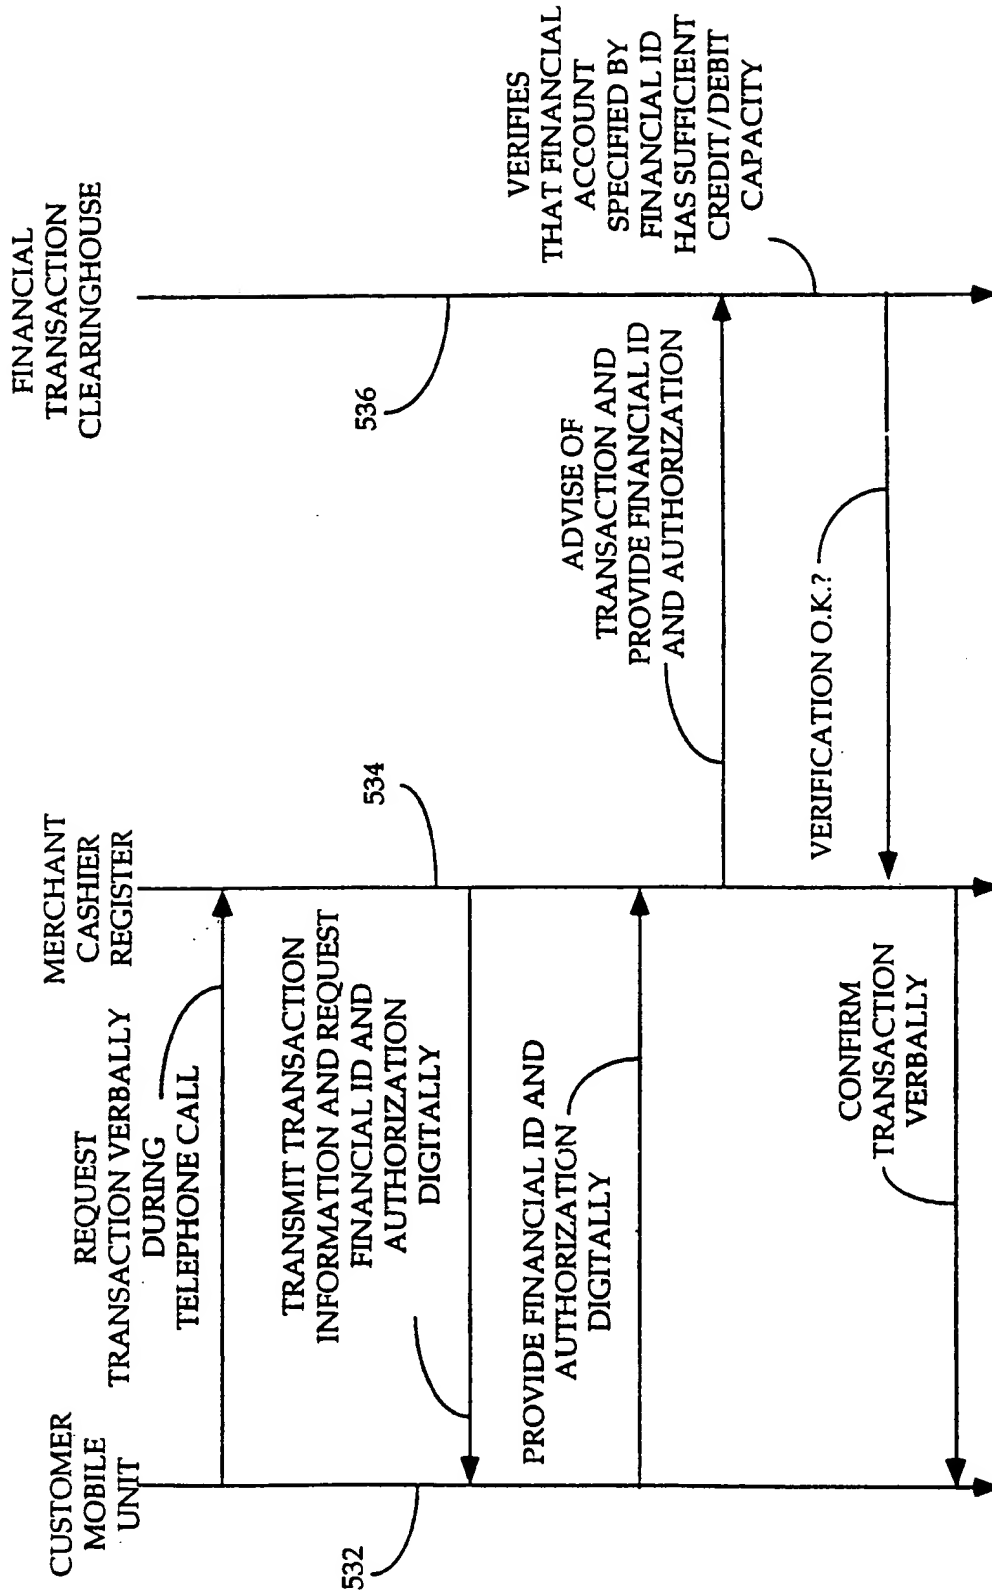 CUSTOMER
MOBILE
UNIT
MERCHANT
CASHIER
REGISTER
FINANCIAL
TRANSACTION
CLEARINGHOUSE
REQUEST
TRANSACTION VERBALLY
DURING
TELEPHONE CALL
532
534
536
TRANSMIT TRANSACTION
INFORMATION AND REQUEST
FINANCIAL ID AND
AUTHORIZATION
DIGITALLY
PROVIDE FINANCIAL ID AND
AUTHORIZATION
DIGITALLY
ADVISE OF
TRANSACTION AND
PROVIDE FINANCIAL ID
AND AUTHORIZATION
VERIFIES
THAT FINANCIAL
ACCOUNT
SPECIFIED BY
FINANCIAL ID
HAS SUFFICIENT
CREDIT/DEBIT
CAPACITY
VERIFICATION O.K.?
CONFIRM
TRANSACTION
VERBALLY